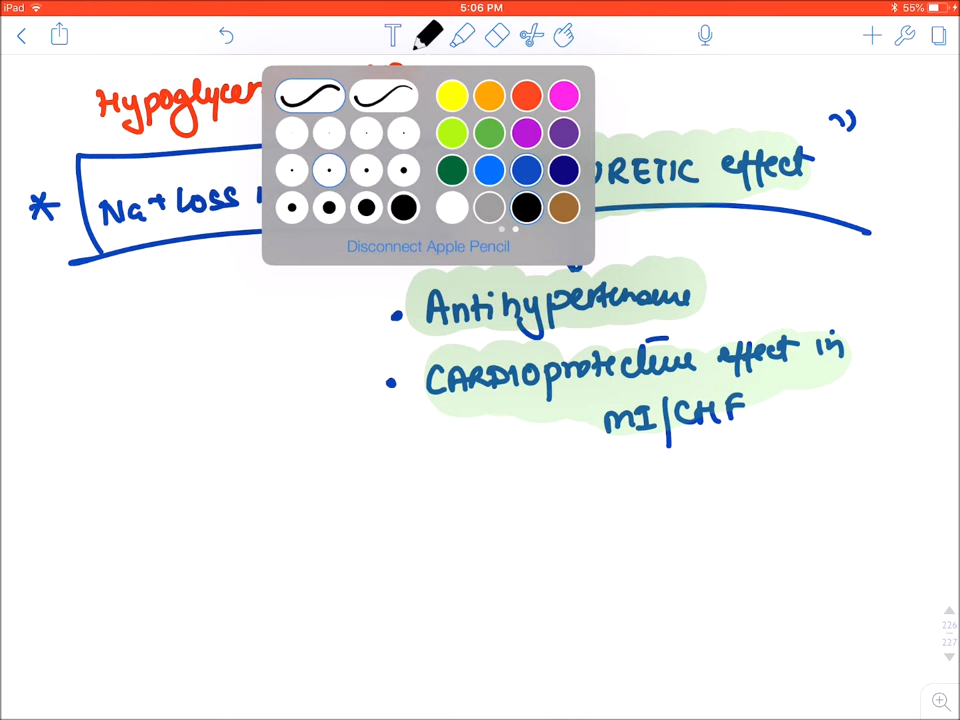 iPad 5:06 PM 55%
T
Hypoglycem
* Na+ Loss URETIC effect "
Disconnect Apple Pencil
• Antihypertensive
• CARDIOprotective effect in
MI/CHF
226
227